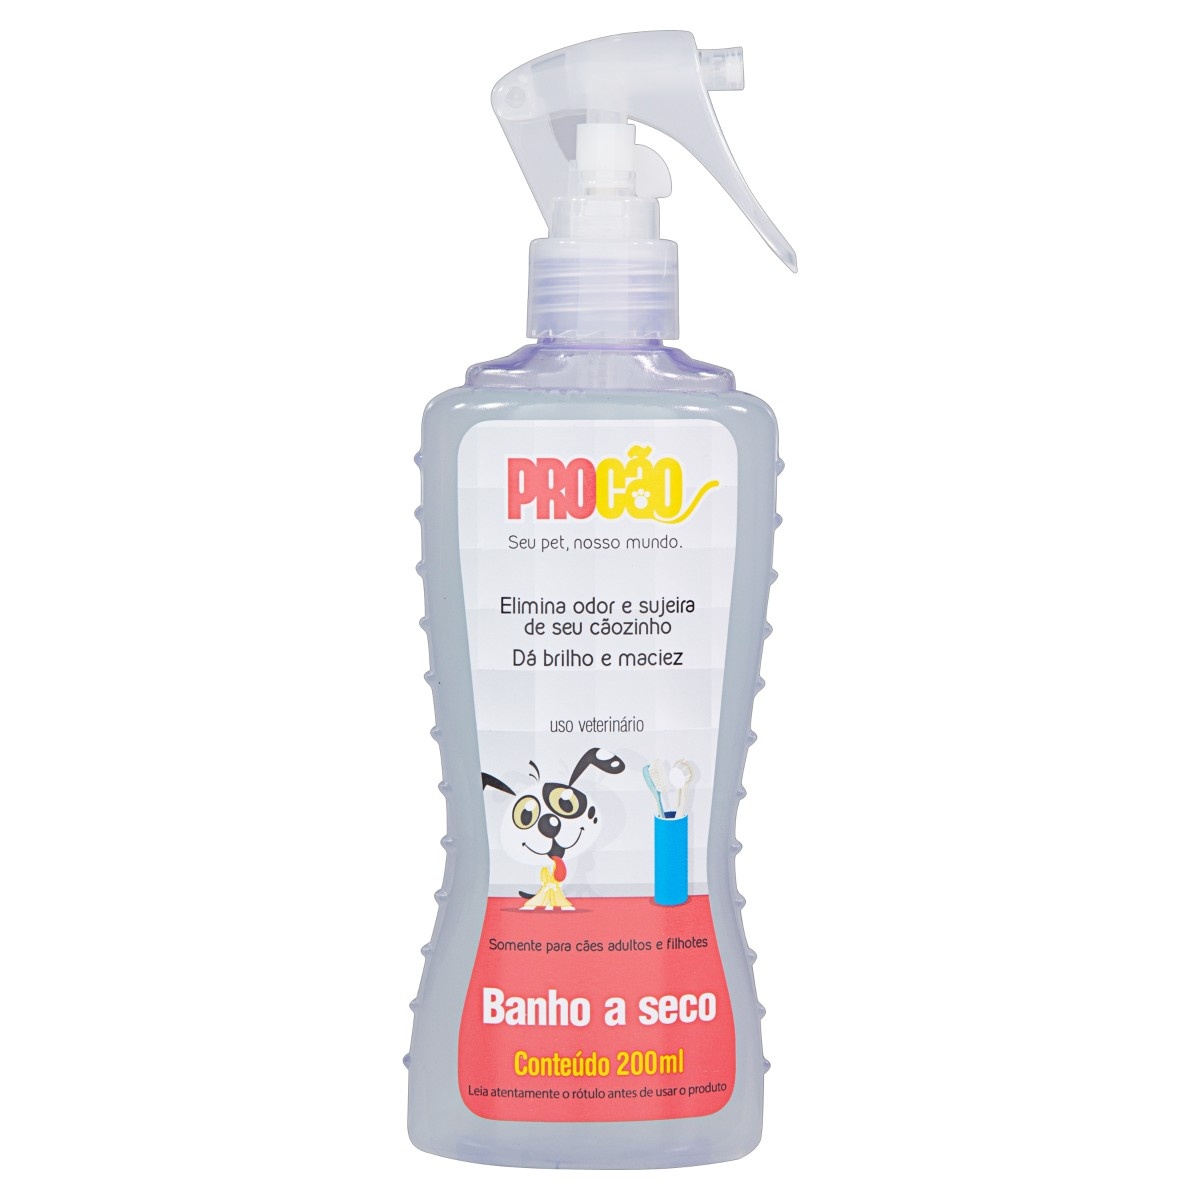 PROCÃO
Seu pet, nosso mundo.
Elimina odor e sujeira
de seu cãozinho
Dá brilho e maciez
uso veterinário
Somente para cães adultos e filhotes
Banho a seco
Conteúdo 200ml
Leia atentamente o rótulo antes de usar o produto